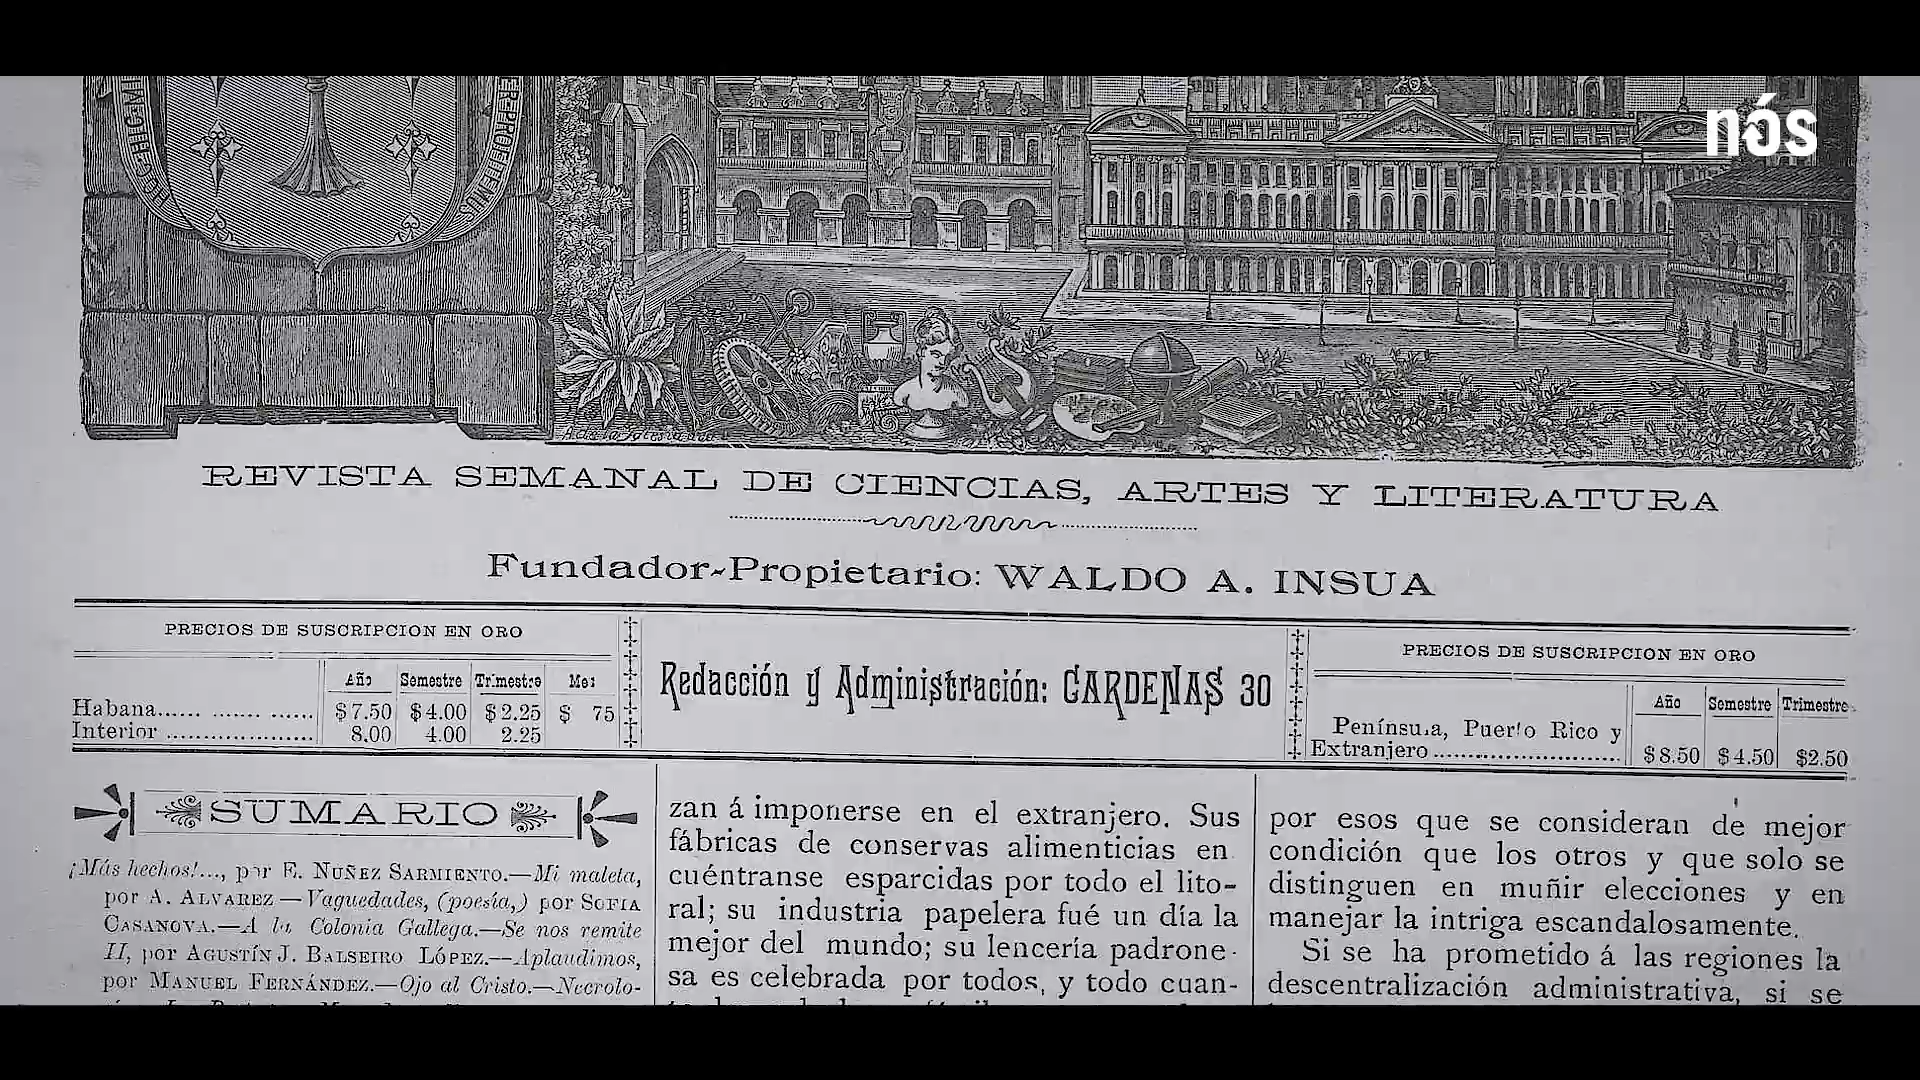 nós
REVISTA SEMANAL DE CIENCIAS, ARTES Y LITERATURA
Fundador-Propietario: WALDO A. INSUA
PRECIOS DE SUSCRIPCION EN ORO
Año Semestre Trimestre Mes
Habana...... ....... ...... $7.50 $4.00 $2.25 $ 75
Interior ..................... 8.00 4.00 2.25
Redacción y Administración: CARDENAS 30
PRECIOS DE SUSCRIPCION EN ORO
Año Semestre Trimestre
Península, Puerto Rico y
Extranjero........................... $8.50 $4.50 $2.50
SUMARIO
¡Más hechos!..., por E. NUÑEZ SARMIENTO.—Mi maleta,
por A. ALVAREZ—Vaguedades, (poesía,) por SOFIA
CASANOVA.—A la Colonia Gallega.—Se nos remite
II, por AGUSTÍN J. BALSEIRO LÓPEZ.—Aplaudimos,
por MANUEL FERNÁNDEZ.—Ojo al Cristo.—Necrolo-
zan á imponerse en el extranjero. Sus
fábricas de conservas alimenticias en
cuéntranse esparcidas por todo el lito-
ral; su industria papelera fué un día la
mejor del mundo; su lencería padrone-
sa es celebrada por todos, y todo cuan-
por esos que se consideran de mejor
condición que los otros y que solo se
distinguen en muñir elecciones y en
manejar la intriga escandalosamente.
Si se ha prometido á las regiones la
descentralización administrativa, si se